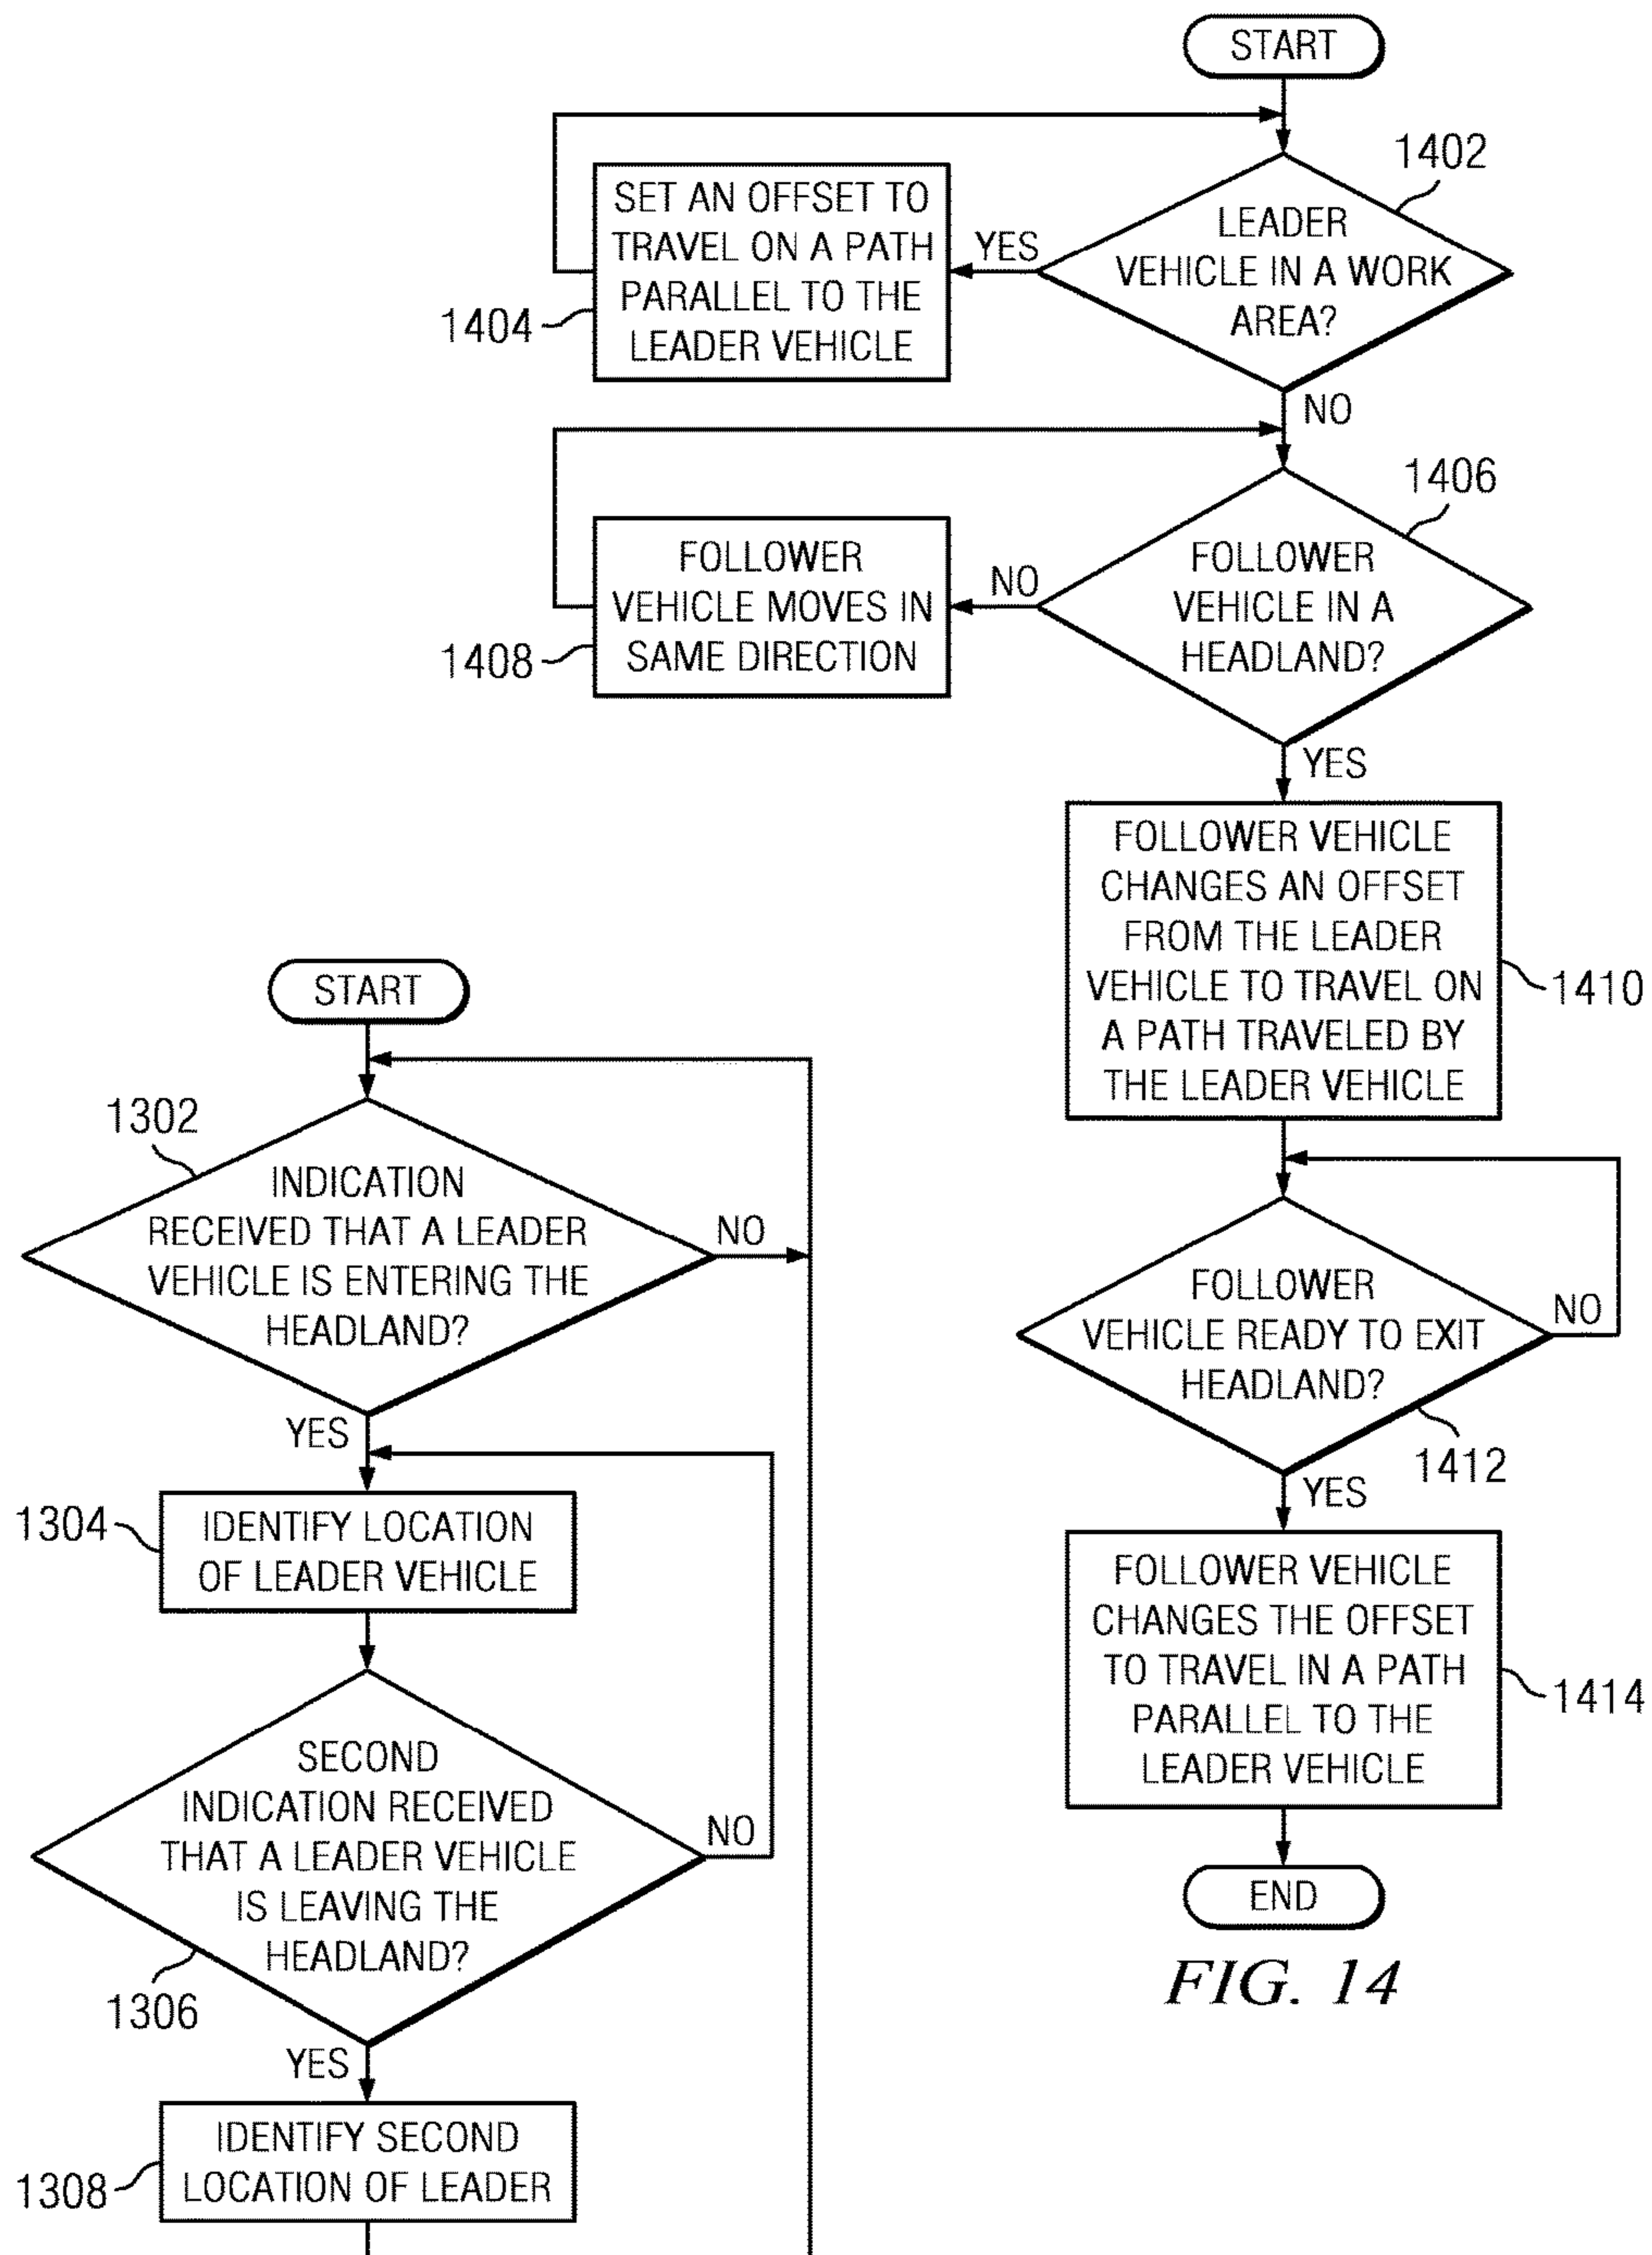 START
1402
LEADER
VEHICLE IN A WORK
AREA?
YES
SET AN OFFSET TO
TRAVEL ON A PATH
PARALLEL TO THE
LEADER VEHICLE
1404
NO
1406
FOLLOWER
VEHICLE IN A
HEADLAND?
NO
FOLLOWER
VEHICLE MOVES IN
SAME DIRECTION
1408
YES
FOLLOWER VEHICLE
CHANGES AN OFFSET
FROM THE LEADER
VEHICLE TO TRAVEL ON
A PATH TRAVELED BY
THE LEADER VEHICLE
1410
FOLLOWER
VEHICLE READY TO EXIT
HEADLAND?
NO
1412
YES
FOLLOWER VEHICLE
CHANGES THE OFFSET
TO TRAVEL IN A PATH
PARALLEL TO THE
LEADER VEHICLE
1414
END
FIG. 14
START
1302
INDICATION
RECEIVED THAT A LEADER
VEHICLE IS ENTERING THE
HEADLAND?
NO
YES
1304
IDENTIFY LOCATION
OF LEADER VEHICLE
SECOND
INDICATION RECEIVED
THAT A LEADER VEHICLE
IS LEAVING THE
HEADLAND?
NO
1306
YES
IDENTIFY SECOND
LOCATION OF LEADER
1308